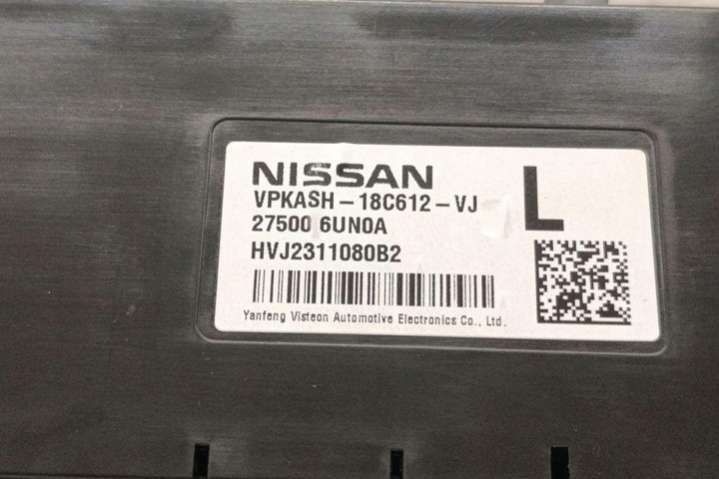 NISSAN
VPKASH-18C612-VJ
L
27500 6UN0A
HVJ2311080B2
Yanfeng Visteon Automotive Electronics Co., Ltd.